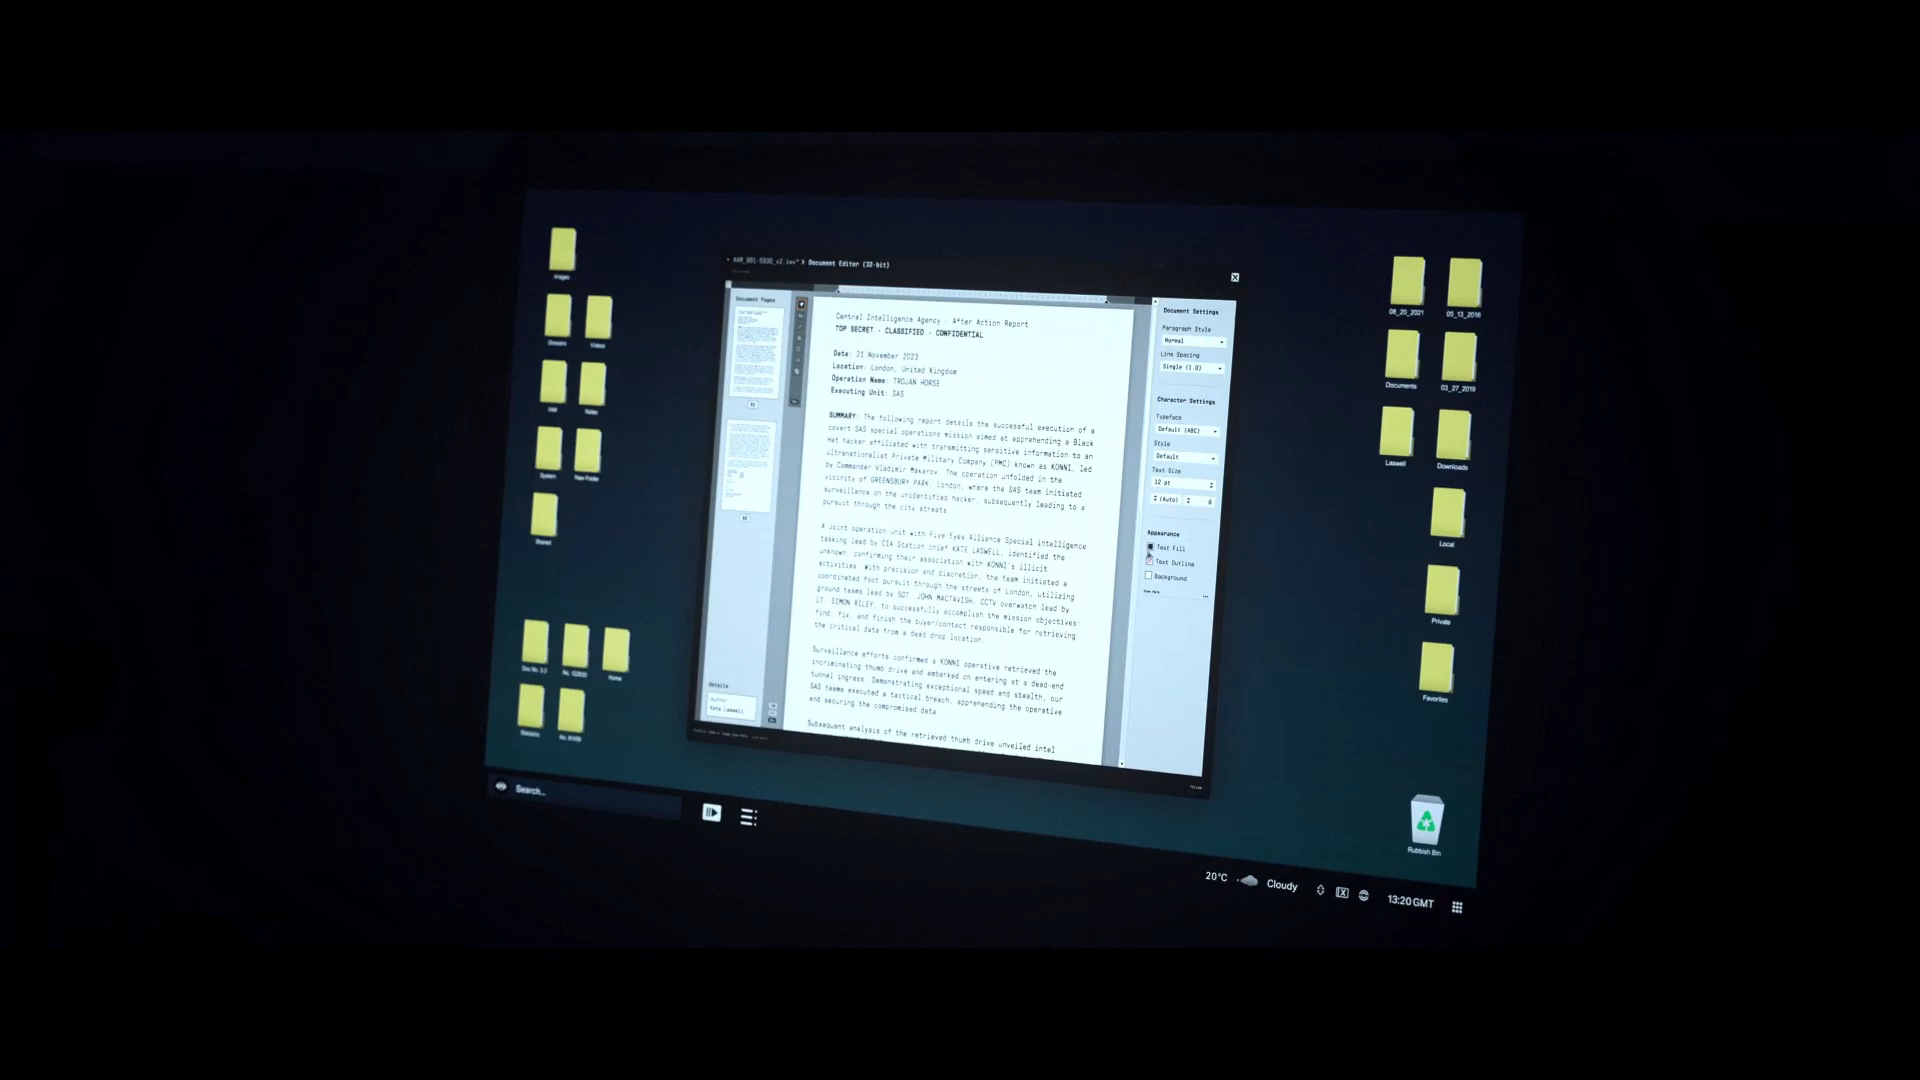 AAR_981-5930_v2.iwv* > Document Editor (32-bit)
Document Pages
Central Intelligence Agency - After Action Report
TOP SECRET - CLASSIFIED - CONFIDENTIAL
Date: 21 November 2023
Location: London, United Kingdom
Operation Name: TROJAN HORSE
Executing Unit: SAS
SUMMARY: The following report details the successful execution of a
covert SAS special operations mission aimed at apprehending a Black
Hat hacker affiliated with transmitting sensitive information to an
ultranationalist Private Military Company (PMC) known as KONNI, led
by Commander Vladimir Makarov. The operation unfolded in the
vicinity of GREENSBURY PARK, London, where the SAS team initiated
surveillance on the unidentified hacker, subsequently leading to a
pursuit through the city streets.
A Joint operation unit with Five Eyes Alliance Special intelligence
tasking lead by CIA Station chief KATE LASWELL, identified the
unknown, confirming their association with KONNI's illicit
activities. With precision and discretion, the team initiated a
coordinated foot pursuit through the streets of London, utilizing
ground teams lead by SGT. JOHN MACTAVISH, CCTV overwatch lead by
LT. SIMON RILEY, to successfully accomplish the mission objectives:
find, fix, and finish the buyer/contact responsible for retrieving
the critical data from a dead drop location.
Surveillance efforts confirmed a KONNI operative retrieved the
incriminating thumb drive and embarked on entering at a dead-end
tunnel ingress. Demonstrating exceptional speed and stealth, our
SAS teams executed a tactical breach, apprehending the operative
and securing the compromised data.
Subsequent analysis of the retrieved thumb drive unveiled intel
Details
Author
Kate Laswell
Document Settings
Paragraph Style
Normal
Line Spacing
Single (1.0)
Character Settings
Typeface
Default (ABC)
Style
Default
Text Size
12 pt
(Auto) 0
Appearance
Text Fill
Text Outline
Background
Images
Videos
Notes
System
New Folder
Shared
Home
08_20_2021
05_13_2016
Documents
03_27_2019
Laswell
Downloads
Local
Private
Favorites
Rubbish Bin
Search...
20°C
Cloudy
13:20 GMT